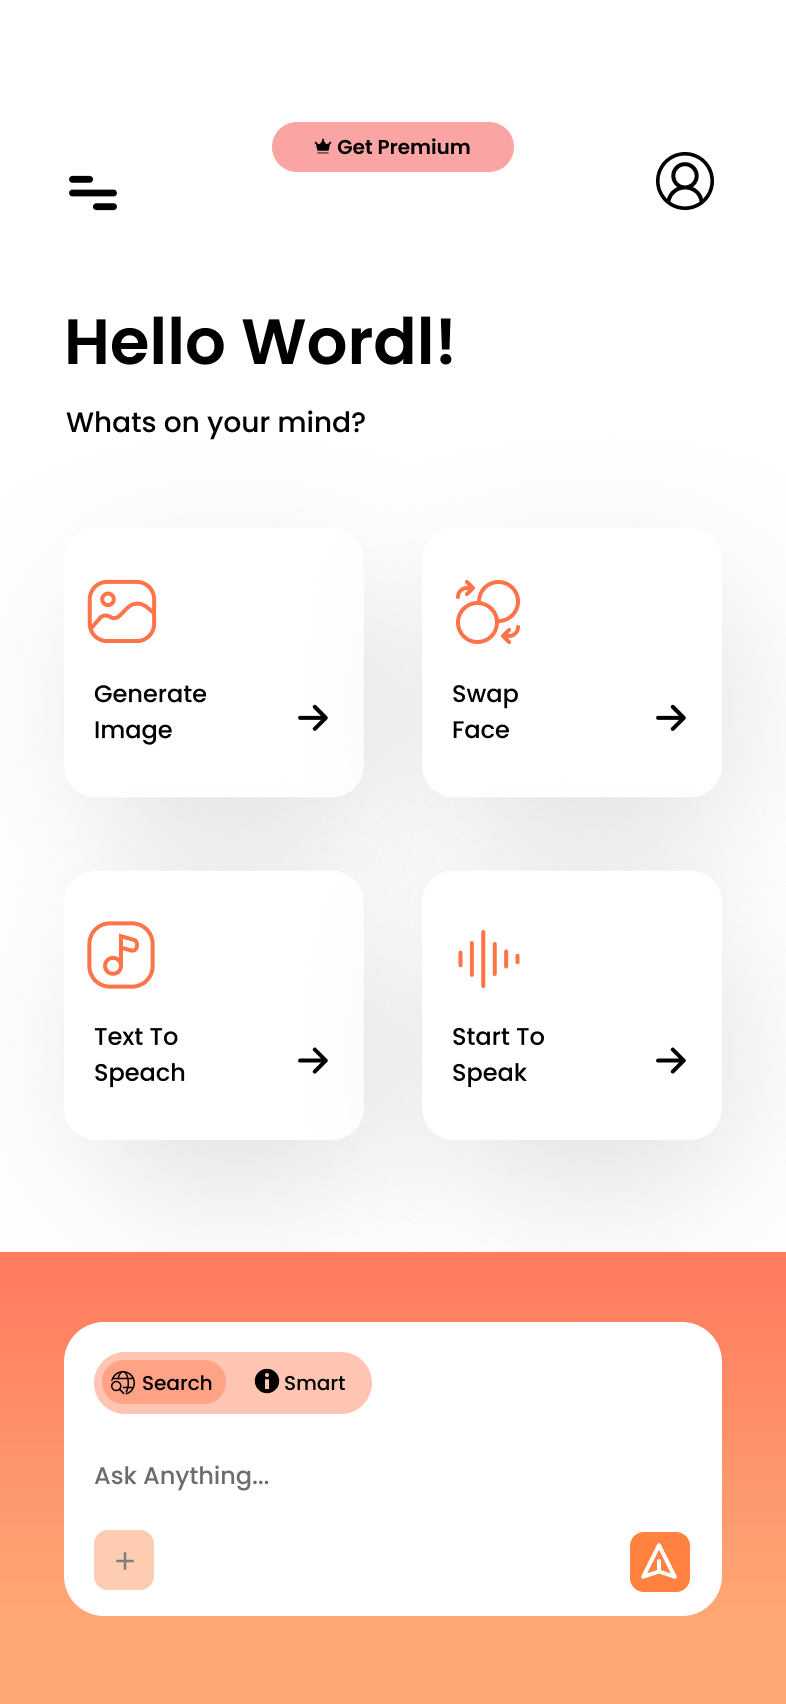 Get Premium
Hello Wordl!
Whats on your mind?
Generate
Image
Swap
Face
Text To
Speach
Start To
Speak
Search
Smart
Ask Anything...